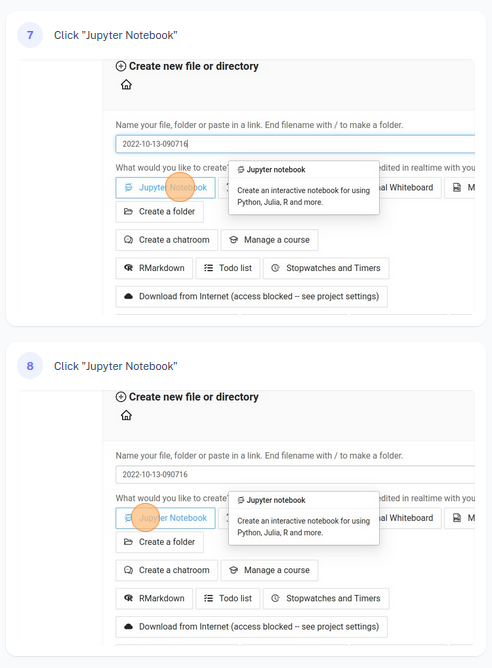 7 Click "Jupyter Notebook"
Create new file or directory
Name your file, folder or paste in a link. End filename with / to make a folder.
2022-10-13-090716
What would you like to create? edited in realtime with you
Jupyter notebook
Create an interactive notebook for using
Python, Julia, R and more.
Jupyter Notebook al Whiteboard M
Create a folder
Create a chatroom Manage a course
RMarkdown Todo list Stopwatches and Timers
Download from Internet (access blocked -- see project settings)
8 Click "Jupyter Notebook"
Create new file or directory
Name your file, folder or paste in a link. End filename with / to make a folder.
2022-10-13-090716
What would you like to create? edited in realtime with you
Jupyter notebook
Create an interactive notebook for using
Python, Julia, R and more.
Jupyter Notebook al Whiteboard M
Create a folder
Create a chatroom Manage a course
RMarkdown Todo list Stopwatches and Timers
Download from Internet (access blocked -- see project settings)